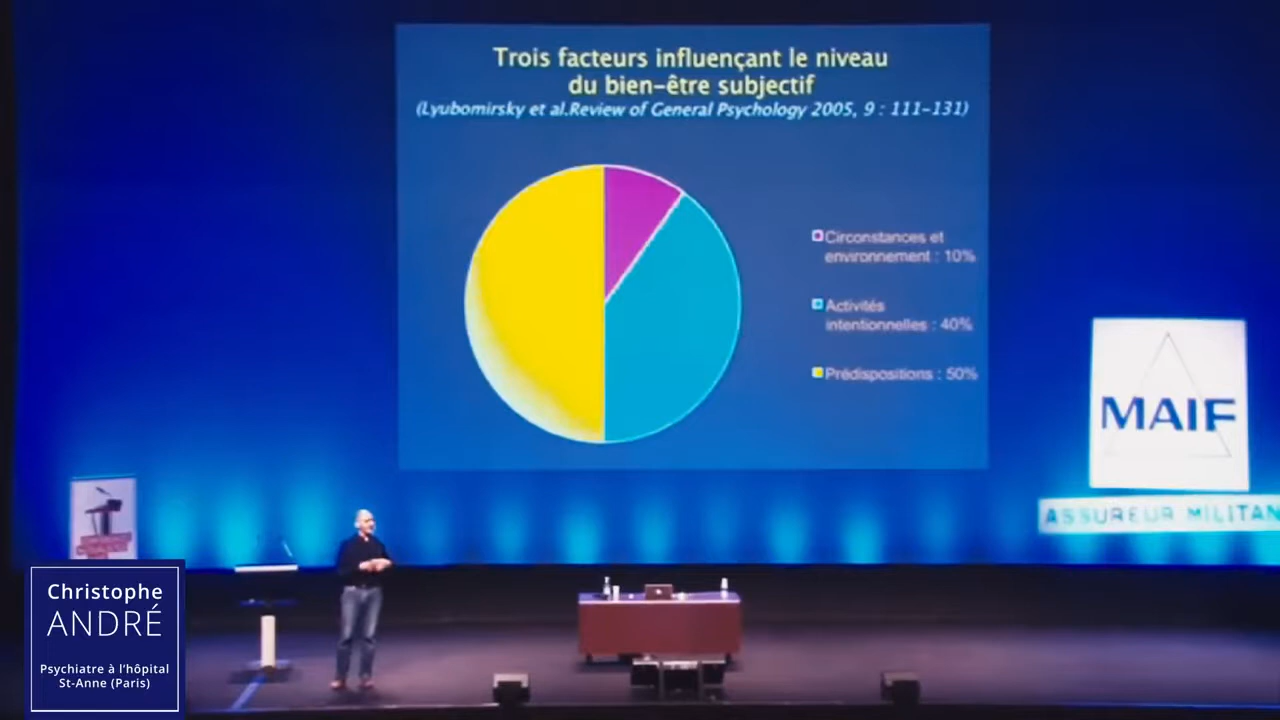 Trois facteurs influençant le niveau
du bien-être subjectif
(Lyubomirsky et al.Review of General Psychology 2005, 9 : 111-131)
Circonstances et
environnement : 10%
Activités
intentionnelles : 40%
Prédispositions : 50%
MAIF
ASSUREUR MILITAN
Christophe
ANDRÉ
Psychiatre à l'hôpital
St-Anne (Paris)